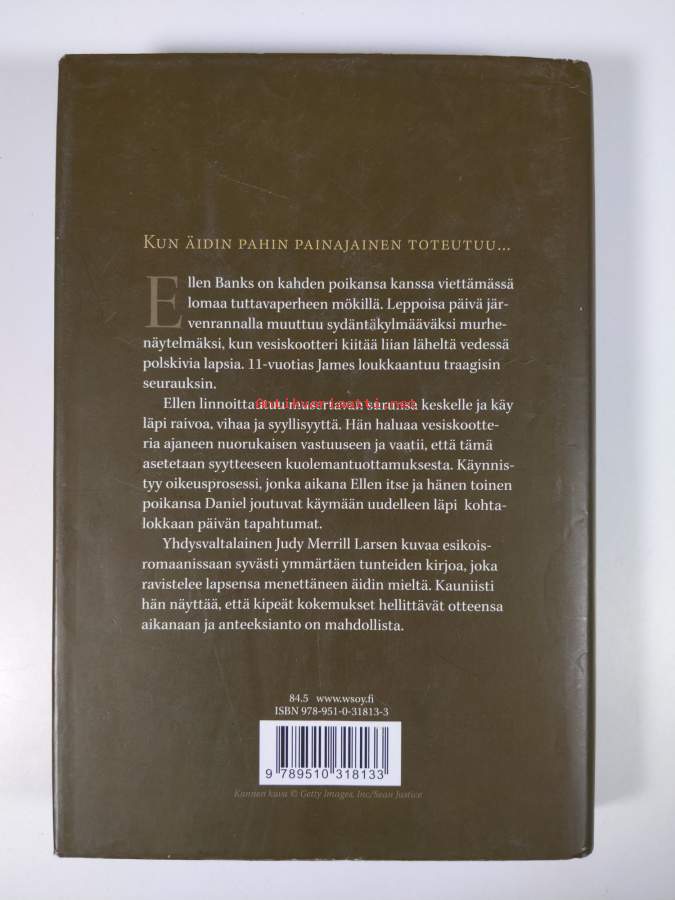 KUN ÄIDIN PAHIN PAINAJAINEN TOTEUTUU...
Ellen Banks on kahden poikansa kanssa viettämässä
lomaa tuttavaperheen mökillä. Leppoisa päivä jär-
venrannalla muuttuu sydäntäkylmääväksi murhe-
näytelmäksi, kun vesiskootteri kiitää liian läheltä vedessä
polskivia lapsia. 11-vuotias James loukkaantuu traagisin
seurauksin.
Ellen linnoittautuu musertavan surunsa keskelle ja käy
läpi raivoa, vihaa ja syyllisyyttä. Hän haluaa vesiskootte-
ria ajaneen nuorukaisen vastuuseen ja vaatii, että tämä
asetetaan syytteeseen kuolemantuottamuksesta. Käynnis-
tyy oikeusprosessi, jonka aikana Ellen itse ja hänen toinen
poikansa Daniel joutuvat käymään uudelleen läpi kohta-
lokkaan päivän tapahtumat.
Yhdysvaltalainen Judy Merrill Larsen kuvaa esikois-
romaanissaan syvästi ymmärtäen tunteiden kirjoa, joka
ravistelee lapsensa menettäneen äidin mieltä. Kauniisti
hän näyttää, että kipeät kokemukset hellittävät otteensa
aikanaan ja anteeksianto on mahdollista.
84.5 www.wsoy.fi
ISBN 978-951-0-31813-3
9 789510 318133
Kannen kuva © Getty Images, Inc/Sean Justice